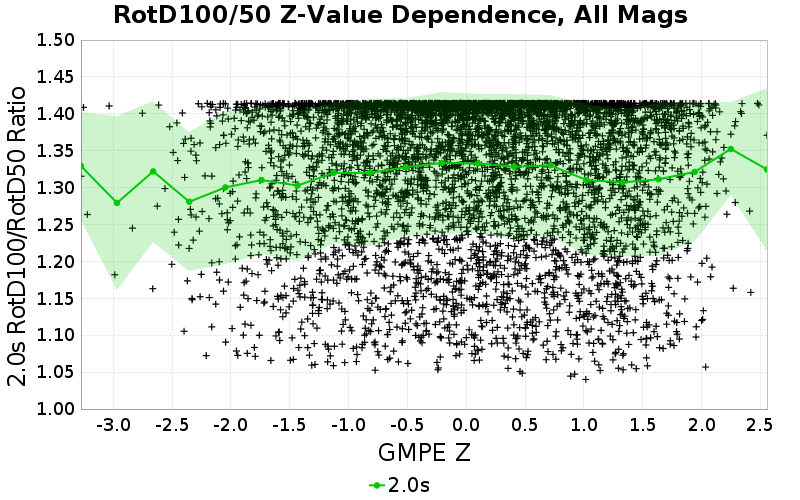 RotD100/50 Z-Value Dependence, All Mags
1.50
1.45
1.40
1.35
1.30
1.25
1.20
1.15
1.10
1.05
1.00
2.0s RotD100/RotD50 Ratio
-3.0 -2.5 -2.0 -1.5 -1.0 -0.5 0.0 0.5 1.0 1.5 2.0 2.5
GMPE Z
2.0s